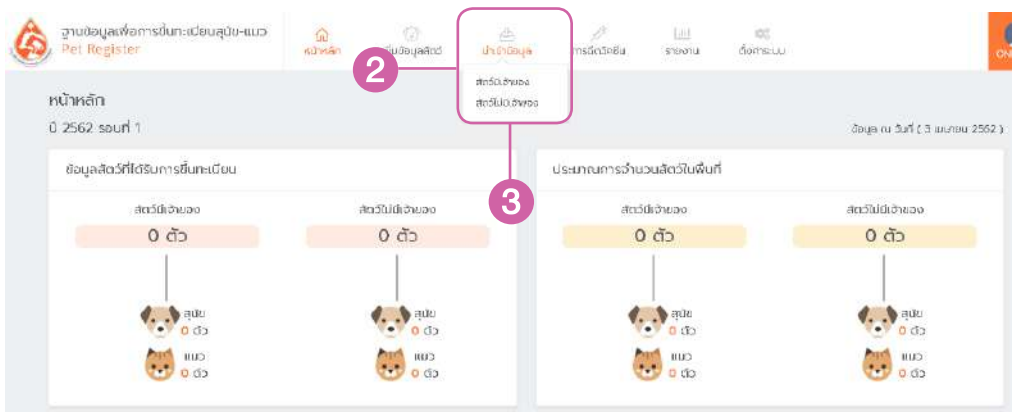 ฐานข้อมูลเพื่อการขึ้นทะเบียนสุนัข-แมว
Pet Register
หน้าหลัก
ข้อมูลสัตว์
นำเข้าข้อมูล
การฉีดวัคซีน
รายงาน
ตั้งค่าระบบ
ON
2
สัตว์มีเจ้าของ
สัตว์ไม่มีเจ้าของ
หน้าหลัก
ปี 2562 รอบที่ 1
ข้อมูล ณ วันที่ ( 3 เมษายน 2562 )
ข้อมูลสัตว์ที่ได้รับการขึ้นทะเบียน
ประมาณการจำนวนสัตว์ในพื้นที่
3
สัตว์มีเจ้าของ
สัตว์ไม่มีเจ้าของ
สัตว์มีเจ้าของ
สัตว์ไม่มีเจ้าของ
0 ตัว
0 ตัว
0 ตัว
0 ตัว
สุนัข
0 ตัว
แมว
0 ตัว
สุนัข
0 ตัว
แมว
0 ตัว
สุนัข
0 ตัว
แมว
0 ตัว
สุนัข
0 ตัว
แมว
0 ตัว